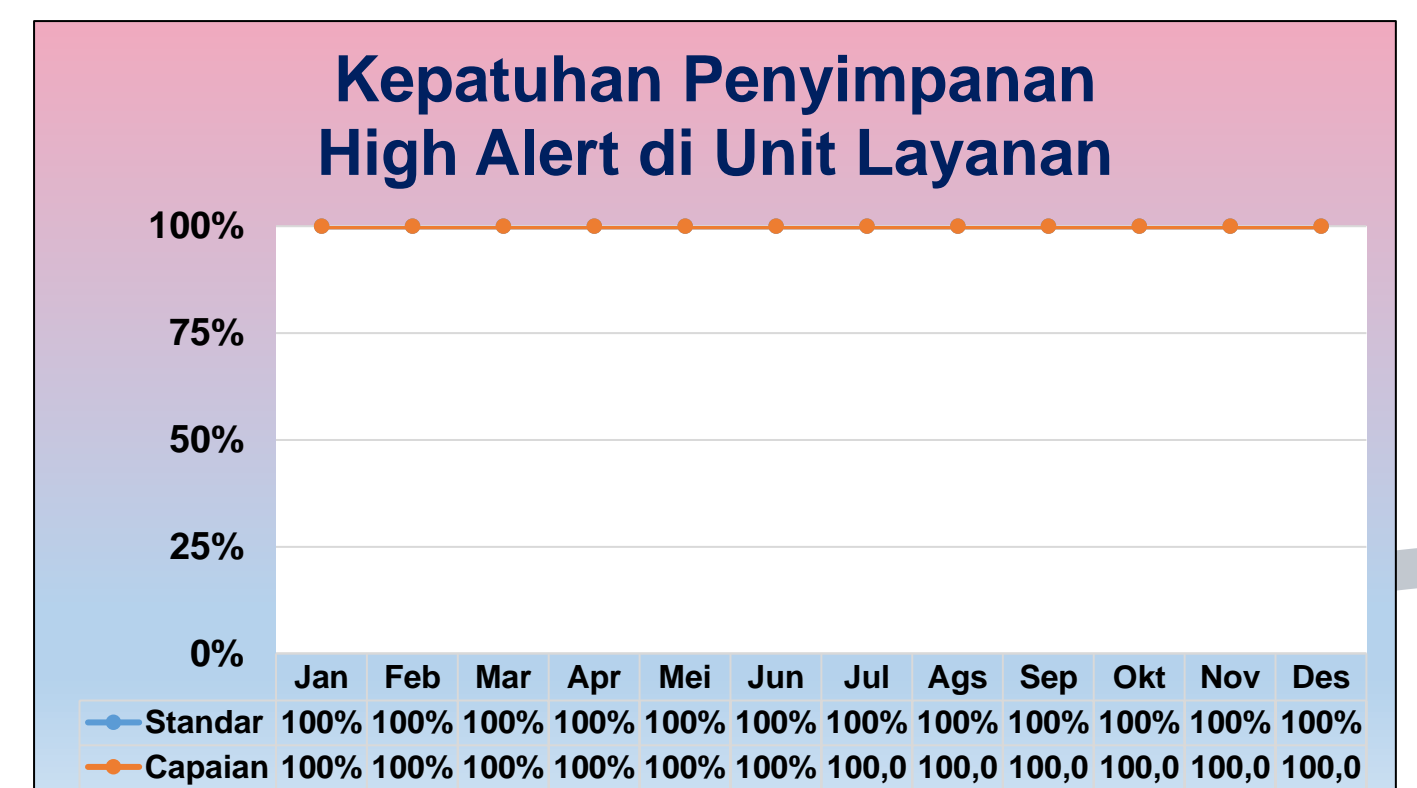 Kepatuhan Penyimpanan
High Alert di Unit Layanan
100%
75%
50%
25%
0%
Jan Feb Mar Apr Mei Jun Jul Ags Sep Okt Nov Des
Standar 100% 100% 100% 100% 100% 100% 100% 100% 100% 100% 100% 100%
Capaian 100% 100% 100% 100% 100% 100% 100,0 100,0 100,0 100,0 100,0 100,0